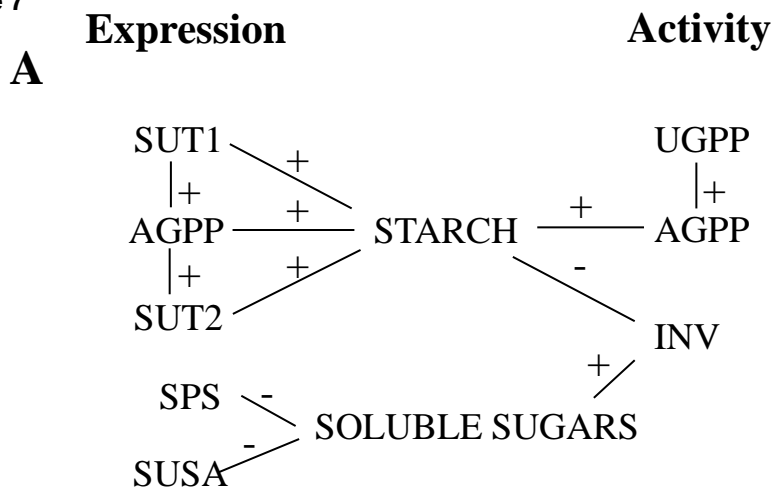 Expression Activity
A
SUT1 + UGPP
+ + +
AGPP STARCH + AGPP
+ + -
SUT2
INV
+
SPS -
SOLUBLE SUGARS
-
SUSA